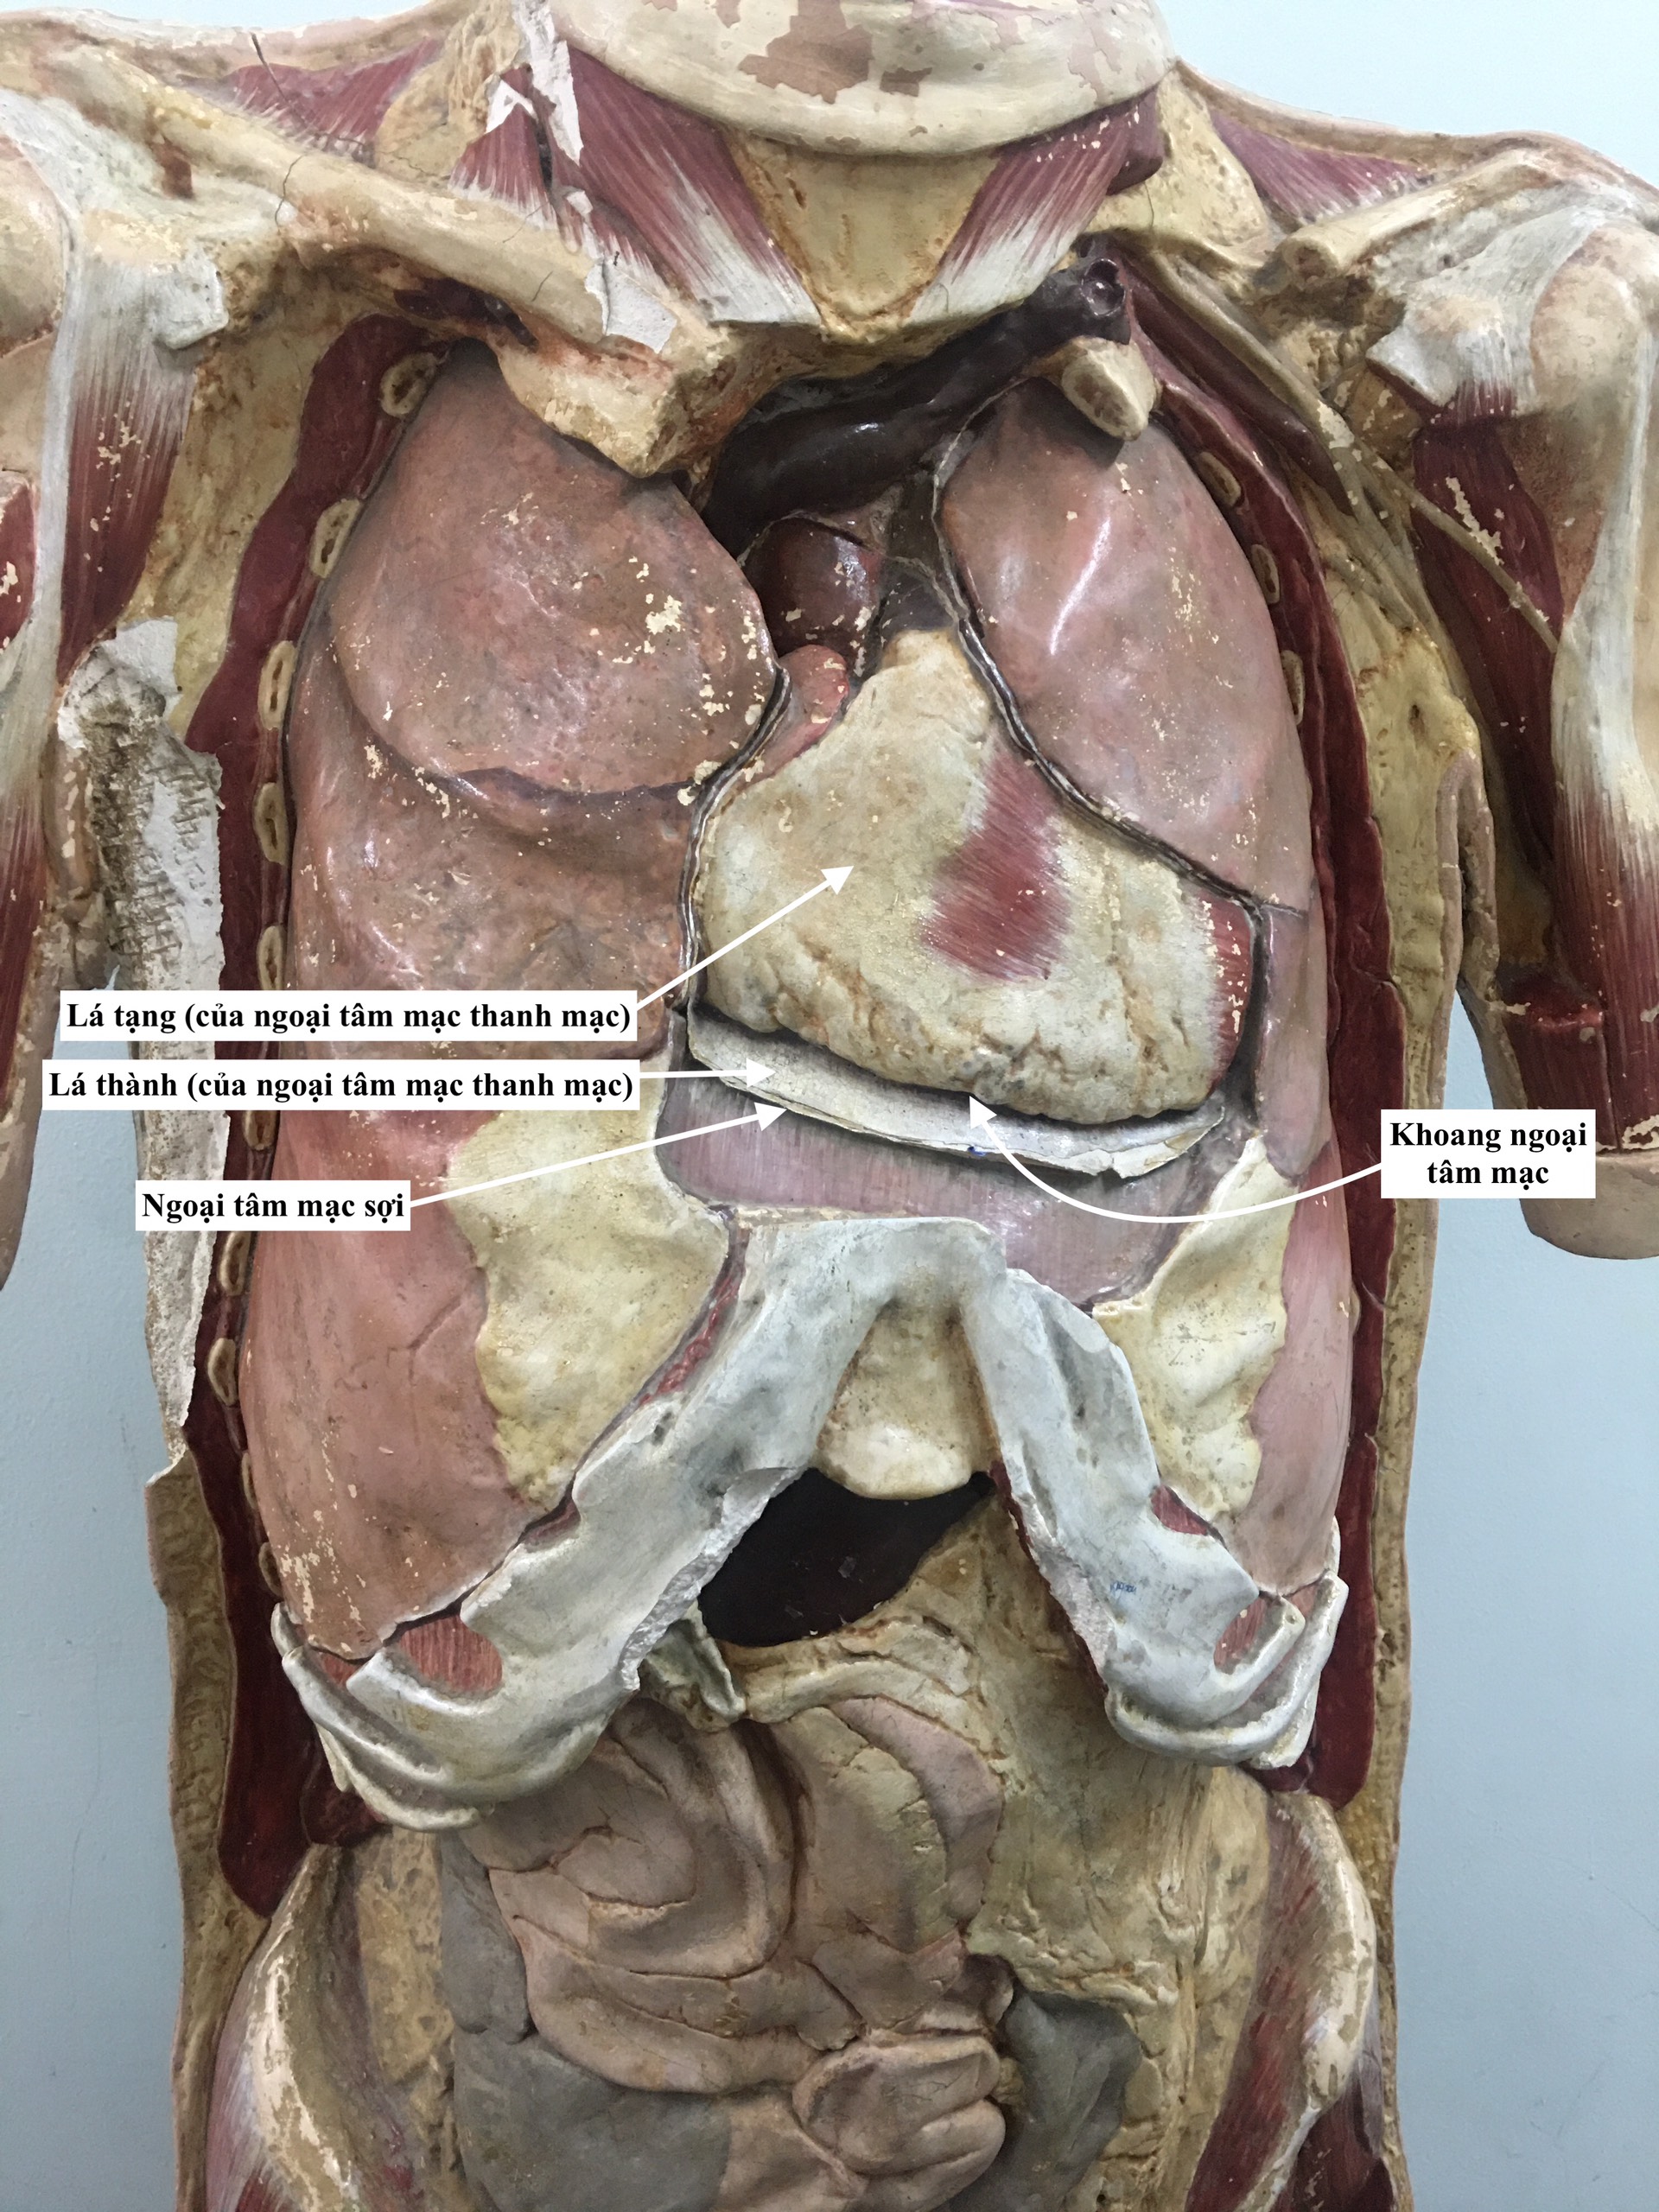 Lá tạng (của ngoại tâm mạc thanh mạc)
Lá thành (của ngoại tâm mạc thanh mạc)
Khoang ngoại
tâm mạc
Ngoại tâm mạc sợi